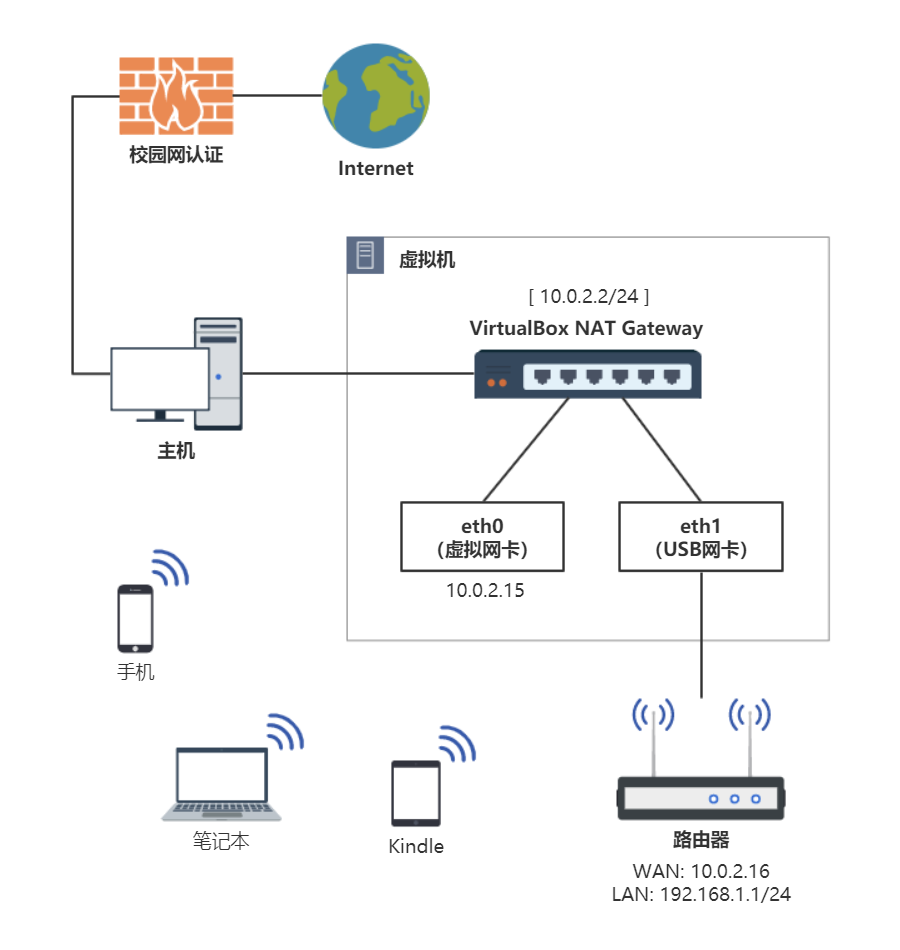 校园网认证
Internet
虚拟机
[ 10.0.2.2/24 ]
VirtualBox NAT Gateway
主机
eth0
（虚拟网卡）
10.0.2.15
eth1
（USB网卡）
手机
笔记本
Kindle
路由器
WAN: 10.0.2.16
LAN: 192.168.1.1/24